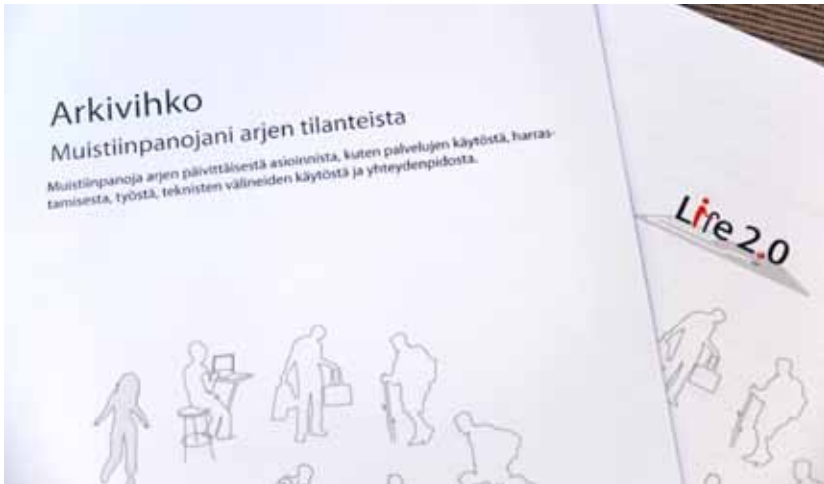 Arkivihko
Muistiinpanojani arjen tilanteista
Muistiinpanoja arjen päivittäisestä asioinnista, kuten palvelujen käytöstä, harras-
tamisesta, työstä, teknisten välineiden käytöstä ja yhteydenpidosta.
Life 2.0